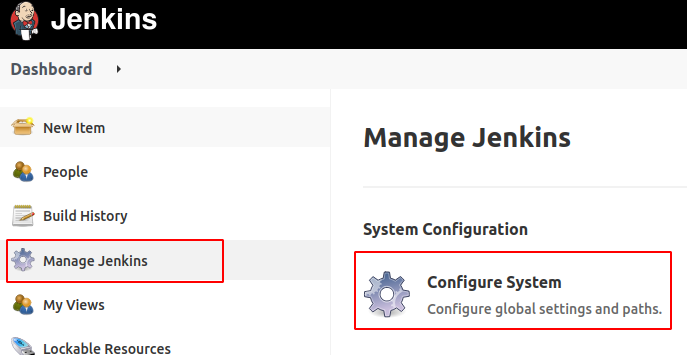 Jenkins
Dashboard
New Item
People
Build History
Manage Jenkins
My Views
Lockable Resources
Manage Jenkins
System Configuration
Configure System
Configure global settings and paths.